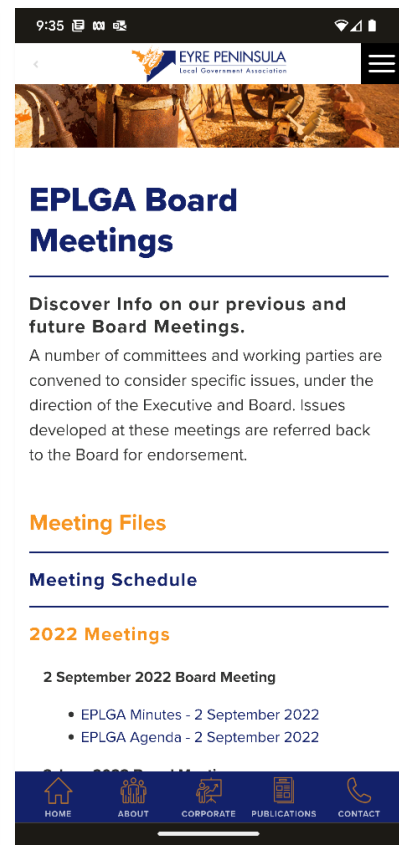 9:35
EYRE PENINSULA
Local Government Association
EPLGA Board
Meetings
Discover Info on our previous and
future Board Meetings.
A number of committees and working parties are
convened to consider specific issues, under the
direction of the Executive and Board. Issues
developed at these meetings are referred back
to the Board for endorsement.
Meeting Files
Meeting Schedule
2022 Meetings
2 September 2022 Board Meeting
• EPLGA Minutes - 2 September 2022
• EPLGA Agenda - 2 September 2022
HOME ABOUT CORPORATE PUBLICATIONS CONTACT